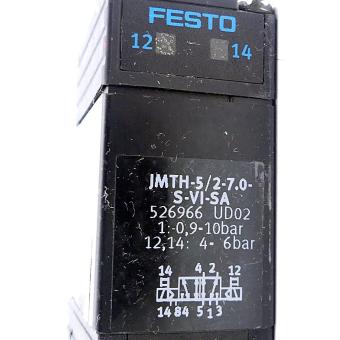 FESTO
12 14
JMTH-5/2-7.0-
S-VI-SA
526966 UD02
1:-0,9-10bar
12,14: 4- 6bar
14 4 2 12
14 84 5 1 3